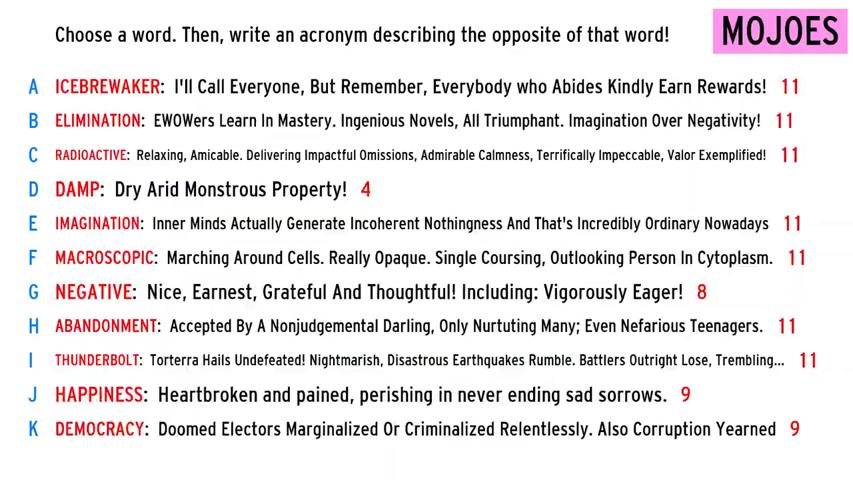 Choose a word. Then, write an acronym describing the opposite of that word!
MOJOES
A ICEBREWAKER: I'll Call Everyone, But Remember, Everybody who Abides Kindly Earn Rewards! 11
B ELIMINATION: EWOWers Learn In Mastery. Ingenious Novels, All Triumphant. Imagination Over Negativity! 11
C RADIOACTIVE: Relaxing, Amicable. Delivering Impactful Omissions, Admirable Calmness, Terrifically Impeccable, Valor Exemplified! 11
D DAMP: Dry Arid Monstrous Property! 4
E IMAGINATION: Inner Minds Actually Generate Incoherent Nothingness And That's Incredibly Ordinary Nowadays 11
F MACROSCOPIC: Marching Around Cells. Really Opaque. Single Coursing, Outlooking Person In Cytoplasm. 11
G NEGATIVE: Nice, Earnest, Grateful And Thoughtful! Including: Vigorously Eager! 8
H ABANDONMENT: Accepted By A Nonjudgemental Darling, Only Nurtuting Many; Even Nefarious Teenagers. 11
I THUNDERBOLT: Torterra Hails Undefeated! Nightmarish, Disastrous Earthquakes Rumble. Battlers Outright Lose, Trembling... 11
J HAPPINESS: Heartbroken and pained, perishing in never ending sad sorrows. 9
K DEMOCRACY: Doomed Electors Marginalized Or Criminalized Relentlessly. Also Corruption Yearned 9